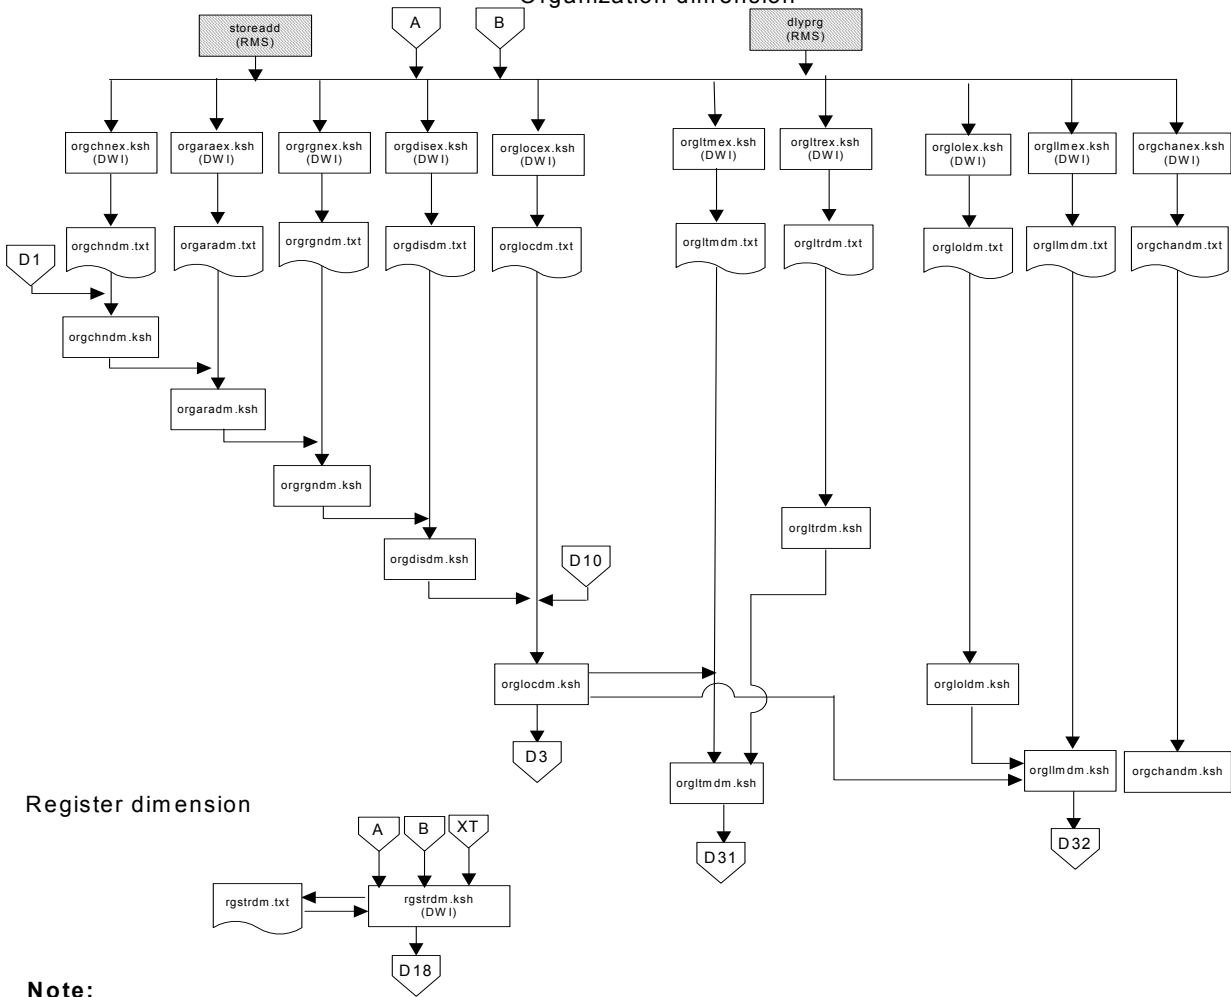 Organization dimension
storeadd
(RMS)
A
B
dlyprg
(RMS)
orgchnex.ksh
(DWI)
orgaraex.ksh
(DWI)
orgrgnex.ksh
(DWI)
orgdisex.ksh
(DWI)
orglocex.ksh
(DWI)
orgltmex.ksh
(DWI)
orgltrex.ksh
(DWI)
orglolex.ksh
(DWI)
orgllmex.ksh
(DWI)
orgchanex.ksh
(DWI)
orgchndm.txt
orgaradm.txt
orgrgndm.txt
orgdisdm.txt
orglocdm.txt
orgltmdm.txt
orgltrdm.txt
orgloldm.txt
orgllmdm.txt
orgchandm.txt
D1
orgchndm.ksh
orgaradm.ksh
orgrgndm.ksh
orgltrdm.ksh
orgdisdm.ksh
D10
orglocdm.ksh
orgloldm.ksh
D3
orgltmdm.ksh
orgllmdm.ksh
orgchandm.ksh
Register dimension
A
B
XT
D31
D32
rgstrdm.txt
rgstrdm.ksh
(DWI)
D18
Note: